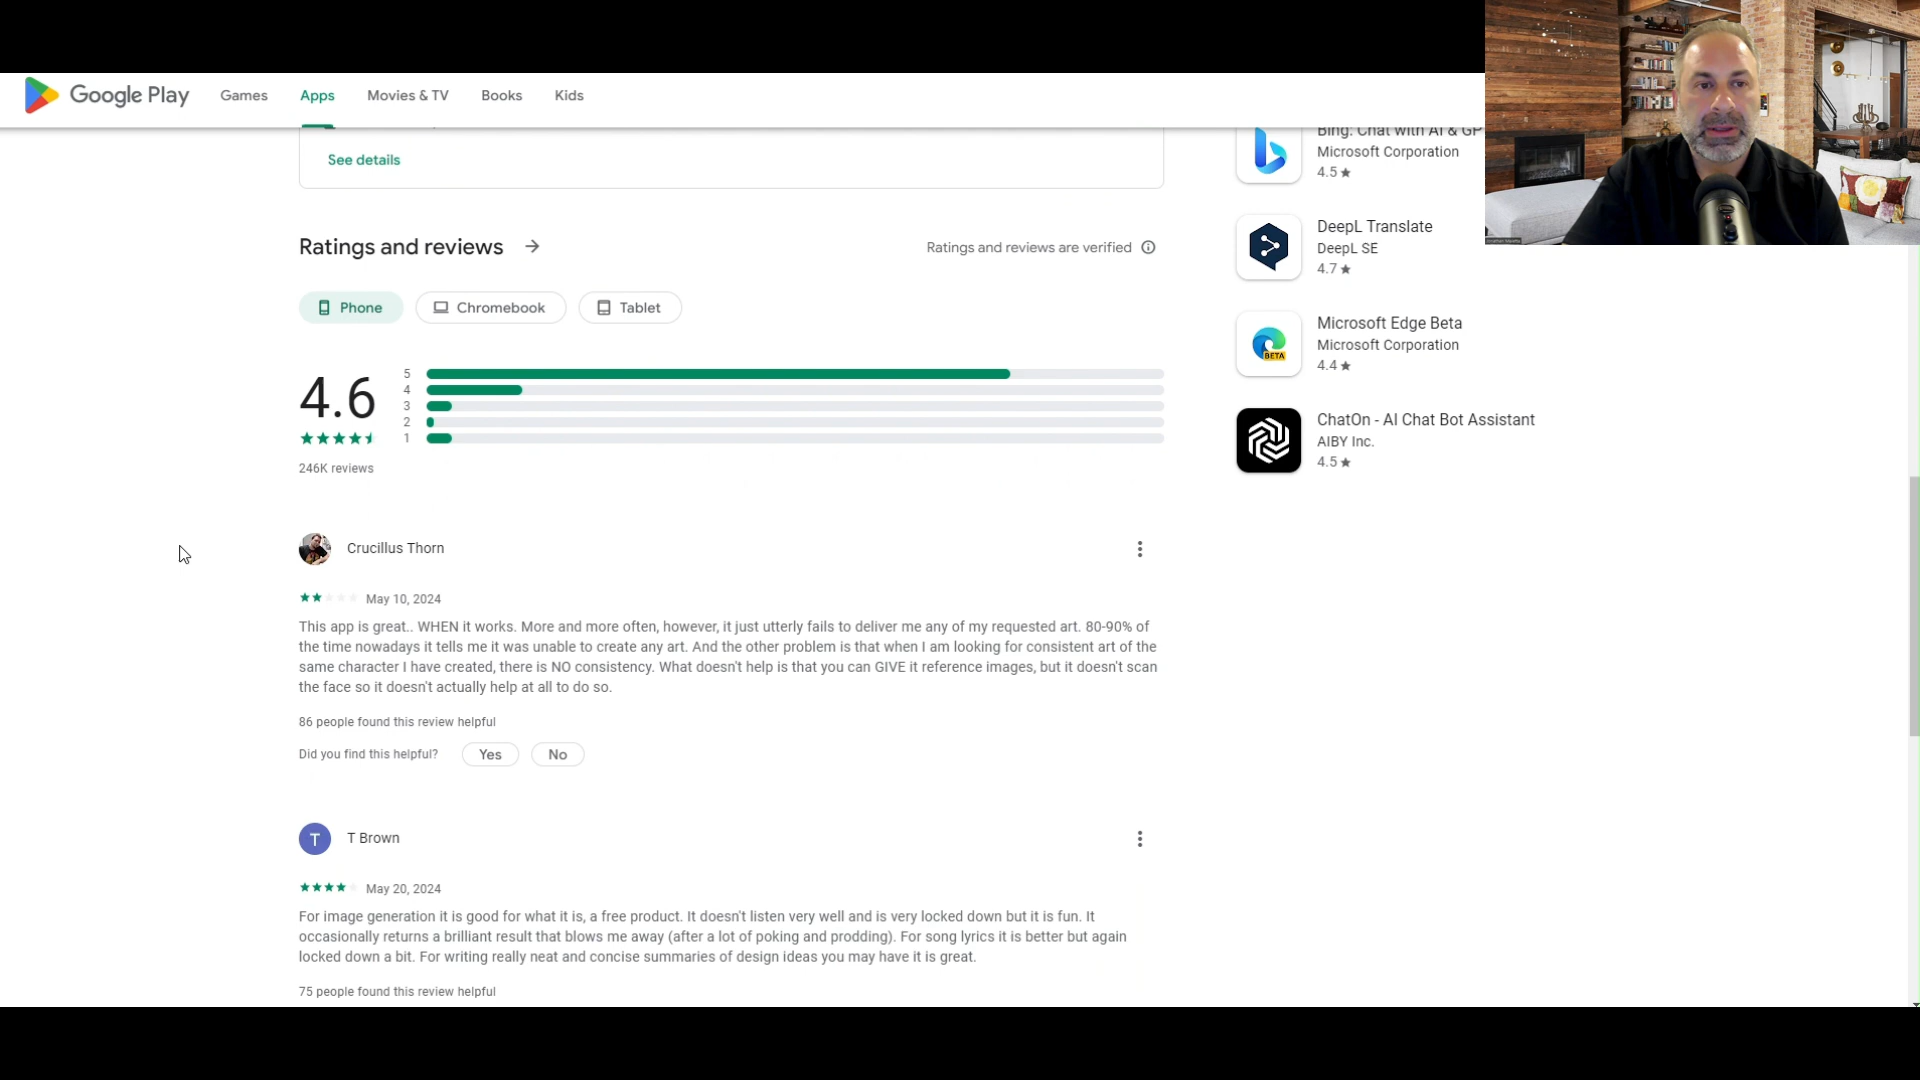 Google Play
Games
Apps
Movies & TV
Books
Kids
See details
Ratings and reviews
Ratings and reviews are verified
Phone
Chromebook
Tablet
4.6
5
4
3
2
1
246K reviews
Crucillus Thorn
May 10, 2024
This app is great.. WHEN it works. More and more often, however, it just utterly fails to deliver me any of my requested art. 80-90% of
the time nowadays it tells me it was unable to create any art. And the other problem is that when I am looking for consistent art of the
same character I have created, there is NO consistency. What doesn't help is that you can GIVE it reference images, but it doesn't scan
the face so it doesn't actually help at all to do so.
86 people found this review helpful
Did you find this helpful?
Yes
No
T
T Brown
May 20, 2024
For image generation it is good for what it is, a free product. It doesn't listen very well and is very locked down but it is fun. It
occasionally returns a brilliant result that blows me away (after a lot of poking and prodding). For song lyrics it is better but again
locked down a bit. For writing really neat and concise summaries of design ideas you may have it is great.
75 people found this review helpful
Bing: Chat with AI & GP
Microsoft Corporation
4.5
DeepL Translate
DeepL SE
4.7
BETA
Microsoft Edge Beta
Microsoft Corporation
4.4
ChatOn - AI Chat Bot Assistant
AIBY Inc.
4.5